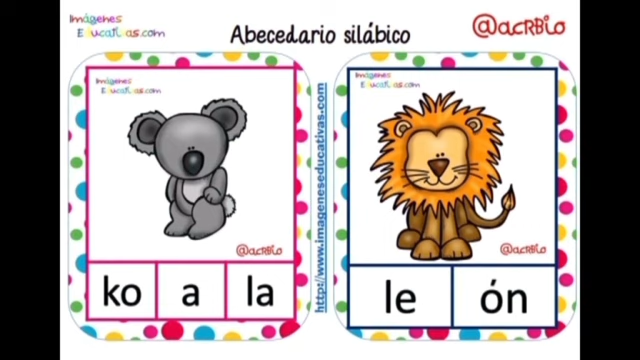 Imágenes
Educativas.com
Abecedario silábico
@acrbio
Imágenes
Educativas.com
@acrbio
ko a la
http://www.imageneseducativas.com
Imágenes
Educativas.com
@acrbio
le ón